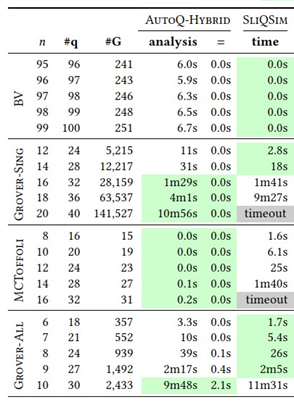 AUTOQ-HYBRID SLIQSIM
n #q #G analysis = time
BV
95 96 241 6.0s 0.0s 0.0s
96 97 243 5.9s 0.0s 0.0s
97 98 246 6.3s 0.0s 0.0s
98 99 248 6.5s 0.0s 0.0s
99 100 251 6.7s 0.0s 0.0s
GROVER-SING
12 24 5,215 11s 0.0s 2.8s
14 28 12,217 31s 0.0s 18s
16 32 28,159 1m29s 0.0s 1m41s
18 36 63,537 4m1s 0.0s 9m27s
20 40 141,527 10m56s 0.0s timeout
MCTOFFOLI
8 16 15 0.0s 0.0s 1.6s
10 20 19 0.0s 0.0s 6.1s
12 24 23 0.0s 0.0s 25s
14 28 27 0.1s 0.0s 1m40s
16 32 31 0.2s 0.0s timeout
GROVER-ALL
6 18 357 3.3s 0.0s 1.7s
7 21 552 10s 0.0s 5.4s
8 24 939 39s 0.1s 26s
9 27 1,492 2m17s 0.4s 2m5s
10 30 2,433 9m48s 2.1s 11m31s